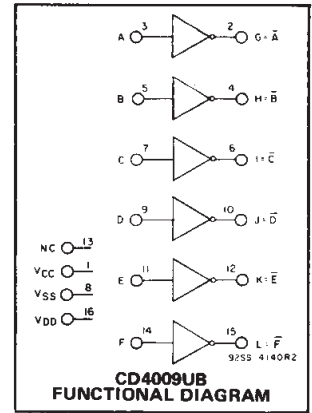 A 3 2 G=A̅
B 5 4 H=B̅
C 7 6 I=C̅
D 9 10 J=D̅
NC 13
VCC 1
E 11 12 K=E̅
VSS 8
VDD 16
F 14 15 L=F̅
92SS 4140R2
CD4009UB
FUNCTIONAL DIAGRAM